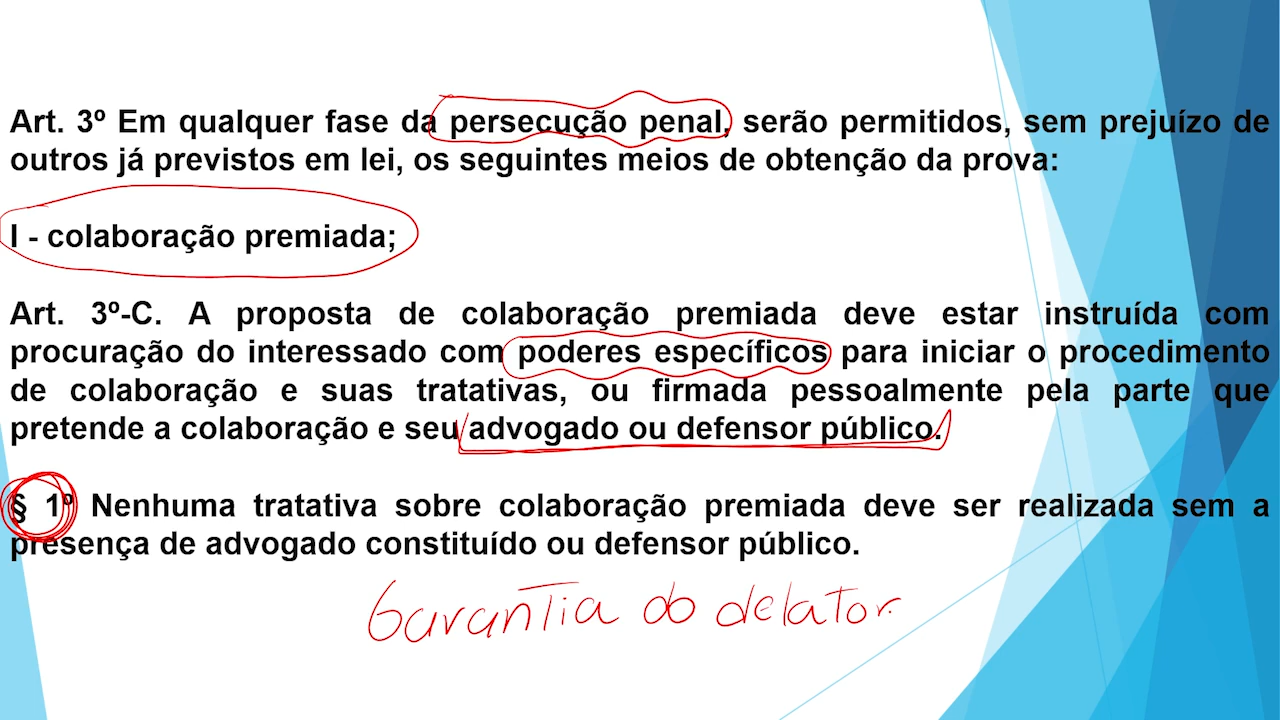 Art. 3º Em qualquer fase da persecução penal, serão permitidos, sem prejuízo de
outros já previstos em lei, os seguintes meios de obtenção da prova:
I - colaboração premiada;
Art. 3º-C. A proposta de colaboração premiada deve estar instruída com
procuração do interessado com poderes específicos para iniciar o procedimento
de colaboração e suas tratativas, ou firmada pessoalmente pela parte que
pretende a colaboração e seu advogado ou defensor público.
§ 1º Nenhuma tratativa sobre colaboração premiada deve ser realizada sem a
presença de advogado constituído ou defensor público.
Garantia do delator.